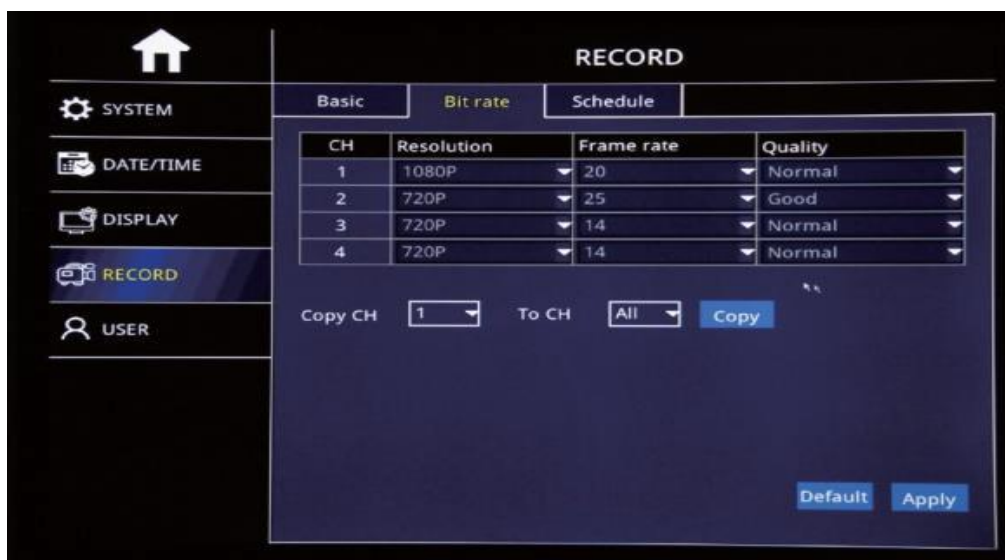 RECORD
SYSTEM
DATE/TIME
DISPLAY
RECORD
USER
Basic Bit rate Schedule
CH Resolution Frame rate Quality
1 1080P 20 Normal
2 720P 25 Good
3 720P 14 Normal
4 720P 14 Normal
Copy CH 1 To CH All Copy
Default Apply